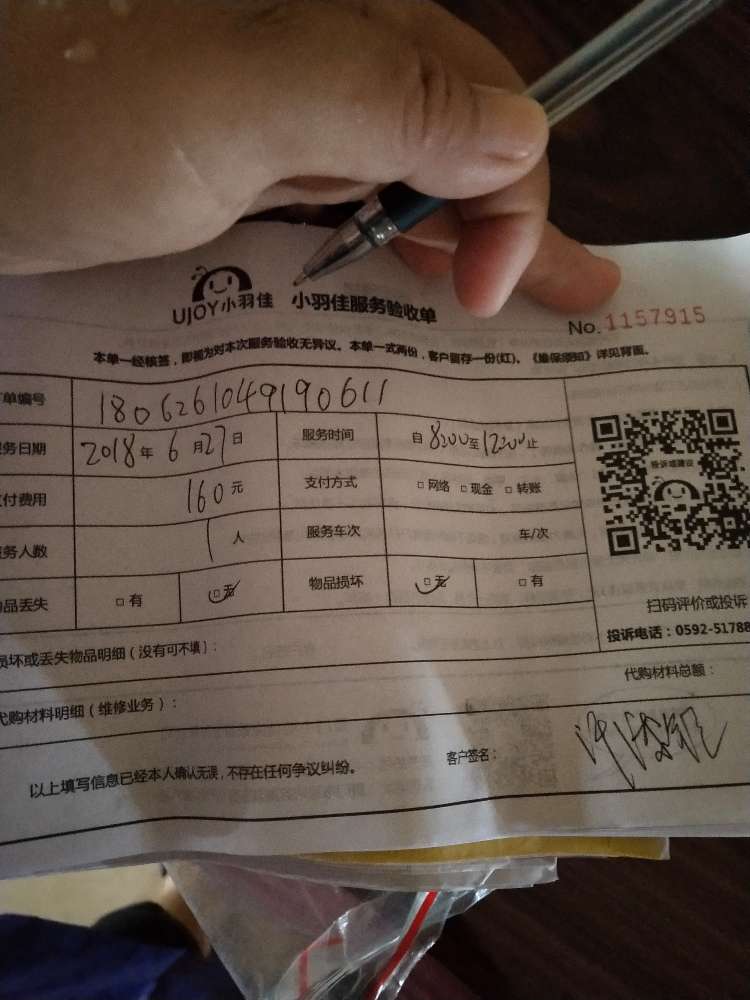 UJOY小羽佳 小羽佳服务验收单
No.1157915
本单一经核签，即视为对本次服务验收无异议。本单一式两份，客户留存一份(红)。《维保须知》详见背面。
单编号 1806261049190611
务日期 2018年6月27日 服务时间 自8:00至12:00止
付费用 160元 支付方式 □网络 □现金 □转账
务人数 1人 服务车次 车/次
品丢失 □有 □无 物品损坏 □无 □有
投诉或建议
扫码评价或投诉
投诉电话：0592-51788
损坏或丢失物品明细（没有可不填）：
代购材料明细（维修业务）：
代购材料总额：
以上填写信息已经本人确认无误，不存在任何争议纠纷。
客户签名：